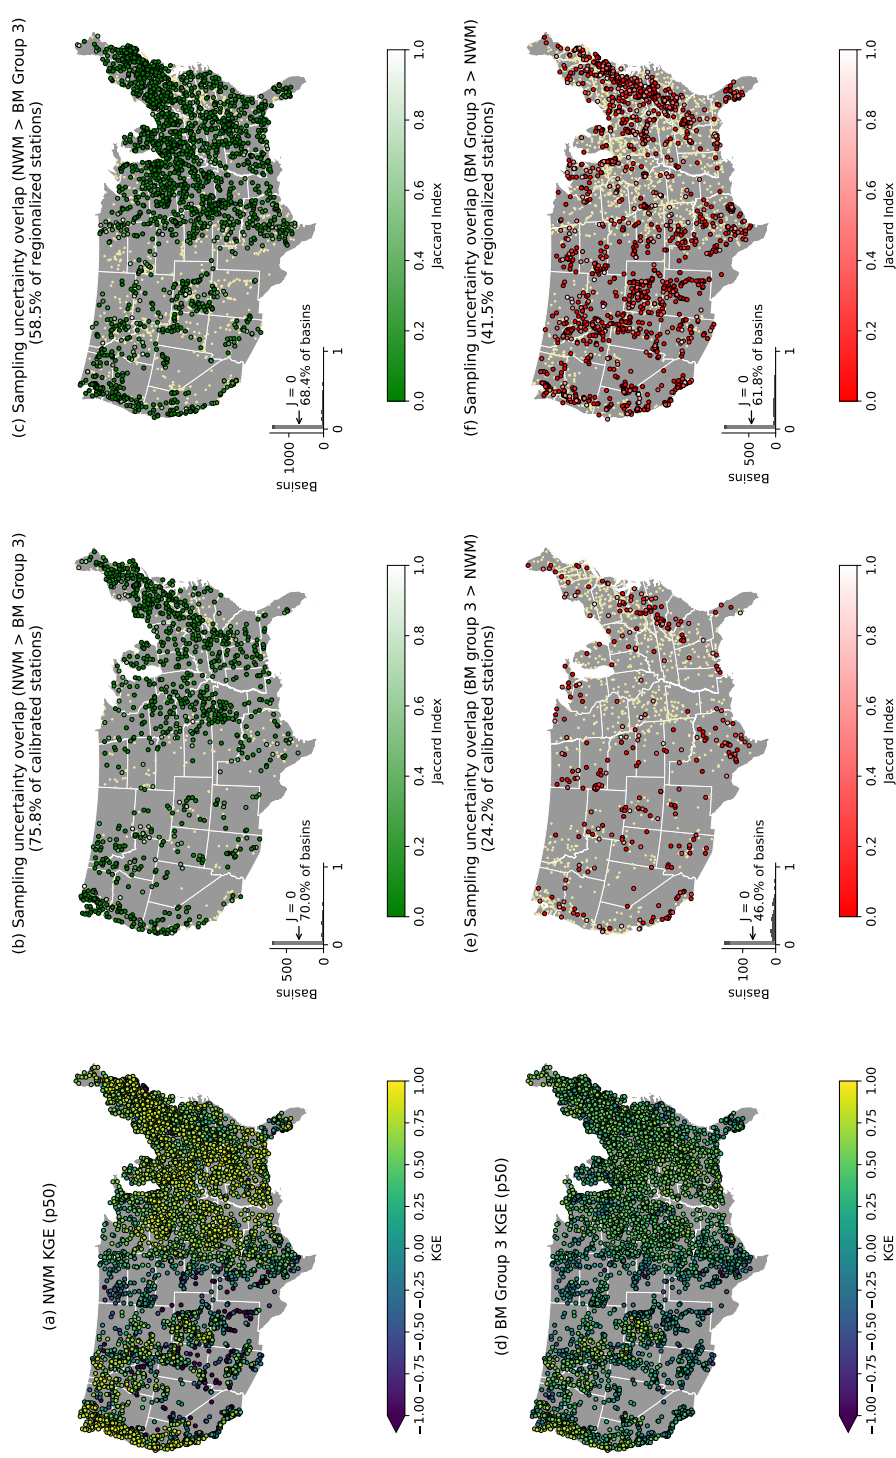 (a) NWM KGE (p50)
−1.00 −0.75 −0.50 −0.25 0.00 0.25 0.50 0.75 1.00
KGE
(b) Sampling uncertainty overlap (NWM > BM Group 3)
(75.8% of calibrated stations)
500
0
Basins
J = 0
70.0% of basins
0 1
0.0 0.2 0.4 0.6 0.8 1.0
Jaccard Index
(c) Sampling uncertainty overlap (NWM > BM Group 3)
(58.5% of regionalized stations)
1000
0
Basins
J = 0
68.4% of basins
0 1
0.0 0.2 0.4 0.6 0.8 1.0
Jaccard Index
(d) BM Group 3 KGE (p50)
−1.00 −0.75 −0.50 −0.25 0.00 0.25 0.50 0.75 1.00
KGE
(e) Sampling uncertainty overlap (BM group 3 > NWM)
(24.2% of calibrated stations)
100
0
Basins
J = 0
46.0% of basins
0 1
0.0 0.2 0.4 0.6 0.8 1.0
Jaccard Index
(f) Sampling uncertainty overlap (BM Group 3 > NWM)
(41.5% of regionalized stations)
500
0
Basins
J = 0
61.8% of basins
0 1
0.0 0.2 0.4 0.6 0.8 1.0
Jaccard Index